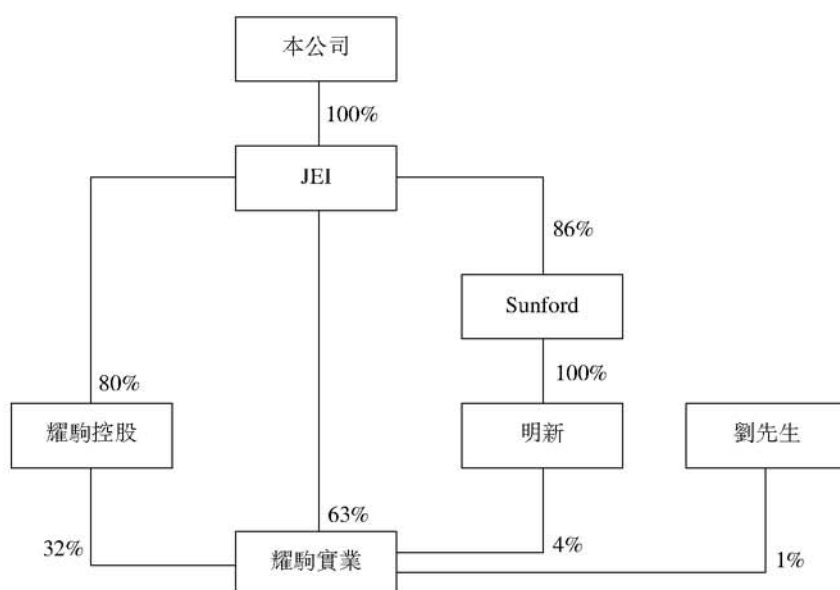 本公司
100%
JEI
86%
Sunford
80%
100%
耀駒控股
明新
劉先生
63%
32%
4%
1%
耀駒實業